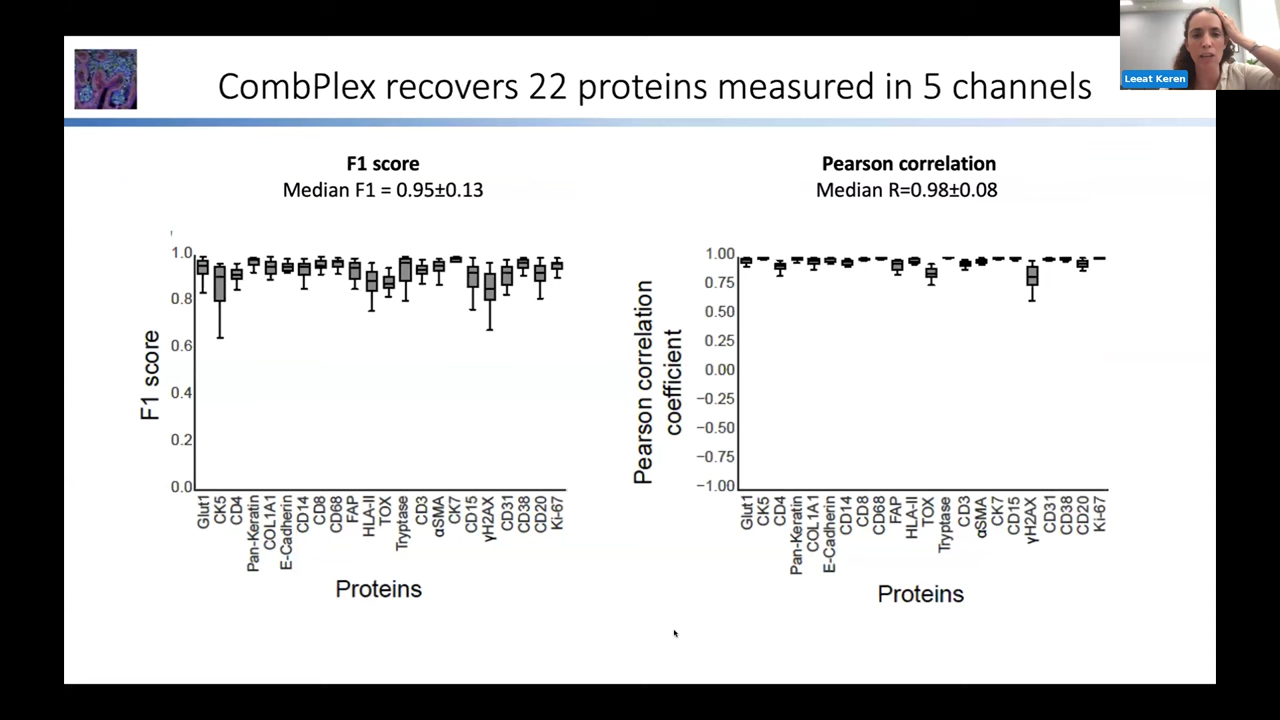 CombPlex recovers 22 proteins measured in 5 channels
Leeat Keren
F1 score
Median F1 = 0.95±0.13
F1 score
1.0
0.8
0.6
0.4
0.2
0.0
Glut1
CK5
CD4
Pan-Keratin
COL1A1
E-Cadherin
CD14
CD8
CD68
FAP
HLA-II
TOX
Tryptase
CD3
αSMA
CK7
CD15
γH2AX
CD31
CD38
CD20
Ki-67
Proteins
Pearson correlation
Median R=0.98±0.08
Pearson correlation
coefficient
1.00
0.75
0.50
0.25
0.00
−0.25
−0.50
−0.75
−1.00
Glut1
CK5
CD4
Pan-Keratin
COL1A1
E-Cadherin
CD14
CD8
CD68
FAP
HLA-II
TOX
Tryptase
CD3
αSMA
CK7
CD15
γH2AX
CD31
CD38
CD20
Ki-67
Proteins